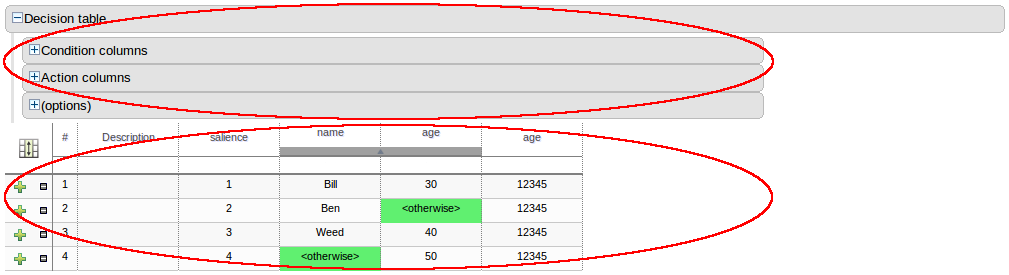 Decision table
Condition columns
Action columns
(options)
# Description salience name age age
1 1 Bill 30 12345
2 2 Ben <otherwise> 12345
3 3 Weed 40 12345
4 4 <otherwise> 50 12345